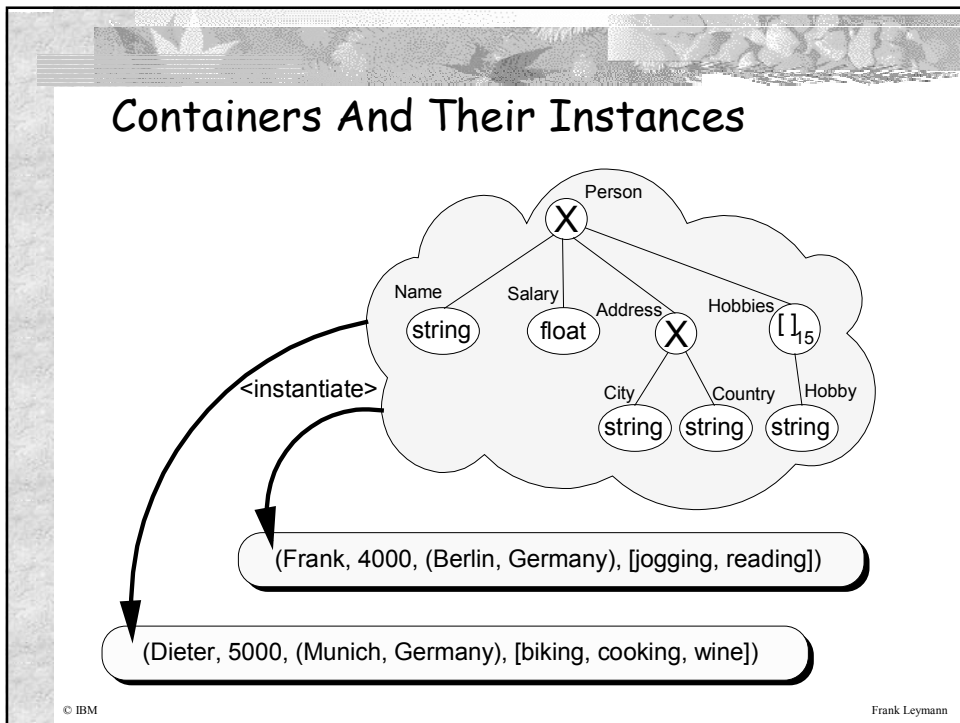 Containers And Their Instances
Person
X
Name
Salary
Address
Hobbies
string
float
X
[ ]15
<instantiate>
City
Country
Hobby
string
string
string
(Frank, 4000, (Berlin, Germany), [jogging, reading])
(Dieter, 5000, (Munich, Germany), [biking, cooking, wine])
© IBM
Frank Leymann